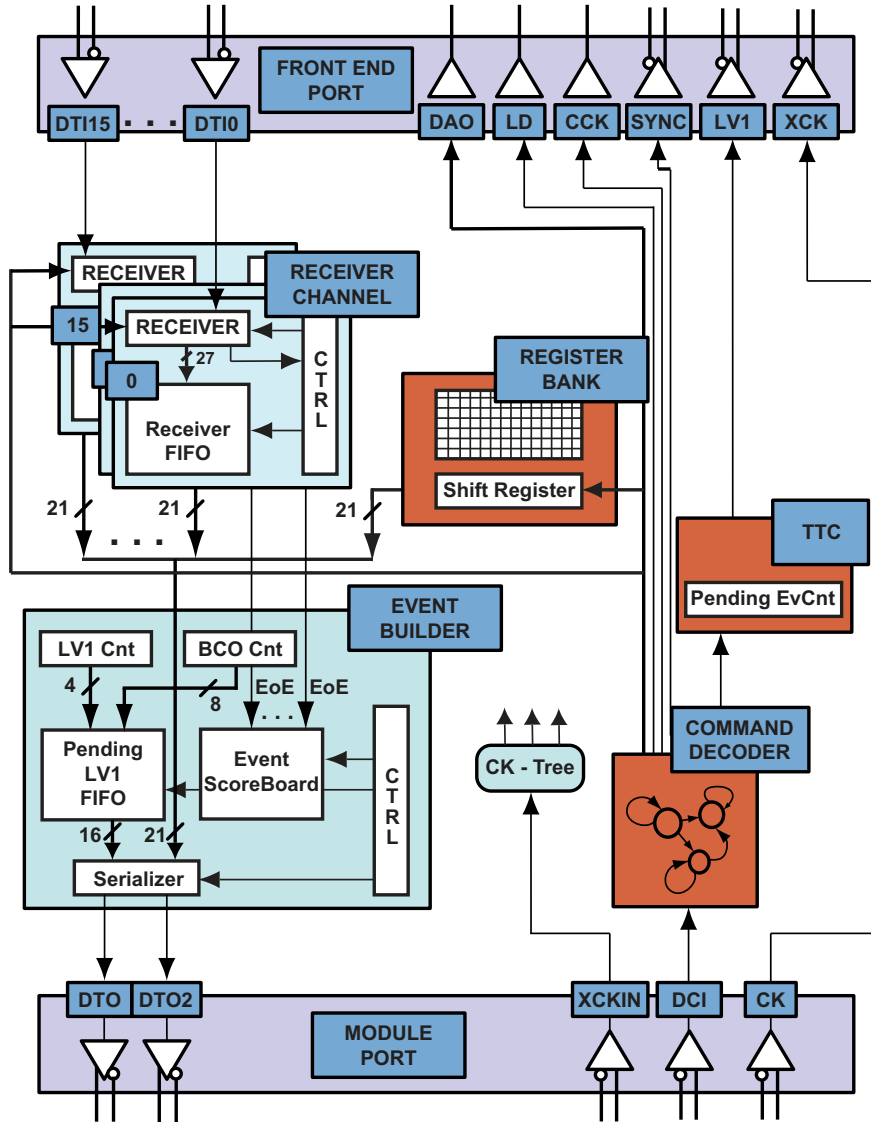 FRONT END
PORT
DTI15 . . . DTI0
DAO LD CCK SYNC LV1 XCK
RECEIVER
RECEIVER
CHANNEL
15
RECEIVER
27
0
Receiver
FIFO
C
T
R
L
REGISTER
BANK
Shift Register
21 21 21
. . .
TTC
Pending EvCnt
EVENT
BUILDER
LV1 Cnt BCO Cnt
4 8 EoE EoE
. . .
Pending
LV1
FIFO
Event
ScoreBoard
C
T
R
L
16 21
Serializer
COMMAND
DECODER
CK - Tree
DTO DTO2 XCKIN DCI CK
MODULE
PORT